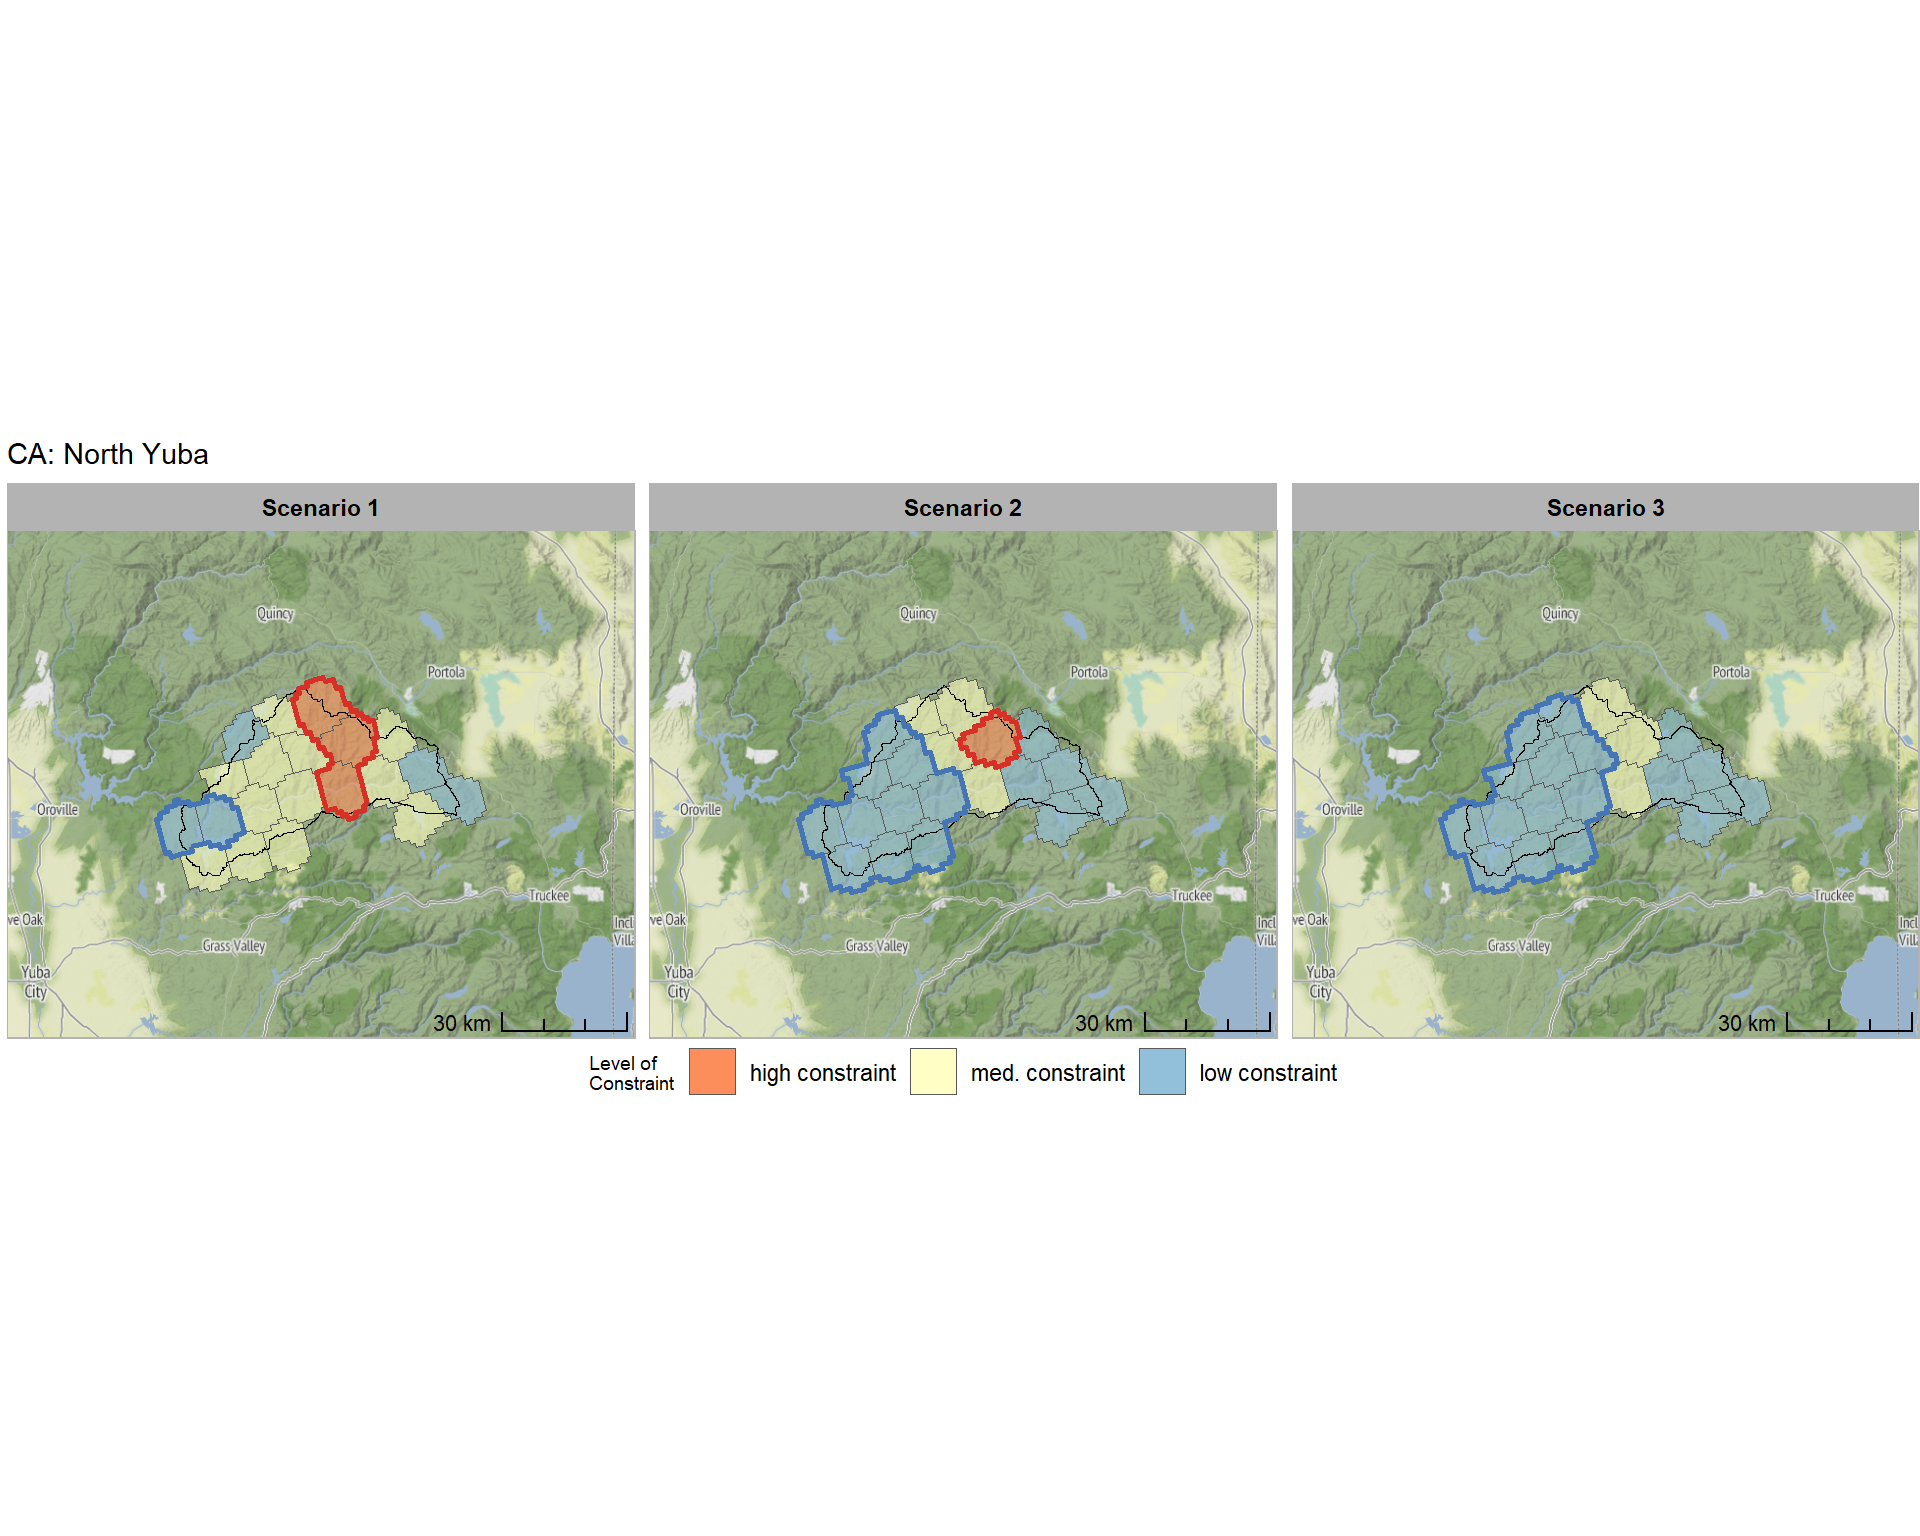 CA: North Yuba
Scenario 1
Scenario 2
Scenario 3
Quincy
Portola
Oroville
Truckee
ve Oak
Incl
Villa
Grass Valley
Yuba
City
30 km
Quincy
Portola
Oroville
Truckee
ve Oak
Incl
Vill
Grass Valley
Yuba
City
30 km
Quincy
Portola
Oroville
Truckee
ve Oak
Incl
Vill
Grass Valley
Yuba
City
30 km
Level of
Constraint
high constraint
med. constraint
low constraint